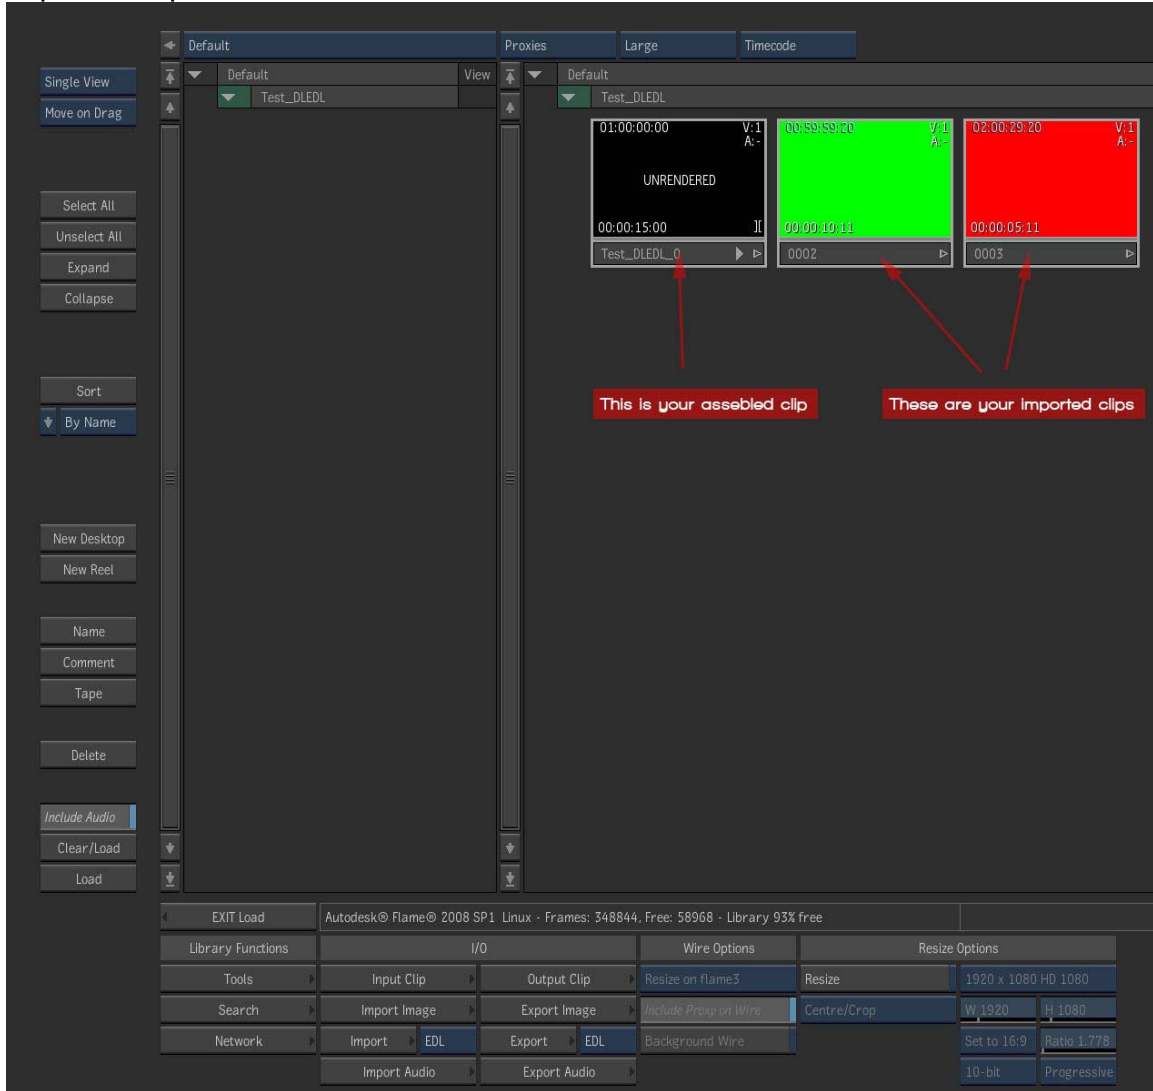 Default Proxies Large Timecode
Single View
Move on Drag
Default View
Test_DLEDL
Default
Test_DLEDL
01:00:00:00 V:1
A:-
UNRENDERED
00:00:15:00 ][
Test_DLEDL_0
00:59:59:20 V:1
A:-
00:00:10:11
0002
02:00:29:20 V:1
A:-
00:00:05:11
0003
This is your assebled clip
These are your imported clips
Select All
Unselect All
Expand
Collapse
Sort
By Name
New Desktop
New Reel
Name
Comment
Tape
Delete
Include Audio
Clear/Load
Load
EXIT Load Autodesk® Flame® 2008 SP1 Linux - Frames: 348844, Free: 58968 - Library 93% free
Library Functions I/O Wire Options Resize Options
Tools Input Clip Output Clip Resize on flame3 Resize 1920 x 1080 HD 1080
Search Import Image Export Image Include Proxy on Wire Centre/Crop W 1920 H 1080
Network Import EDL Export EDL Background Wire Set to 16:9 Ratio 1.778
Import Audio Export Audio 10-bit Progressive